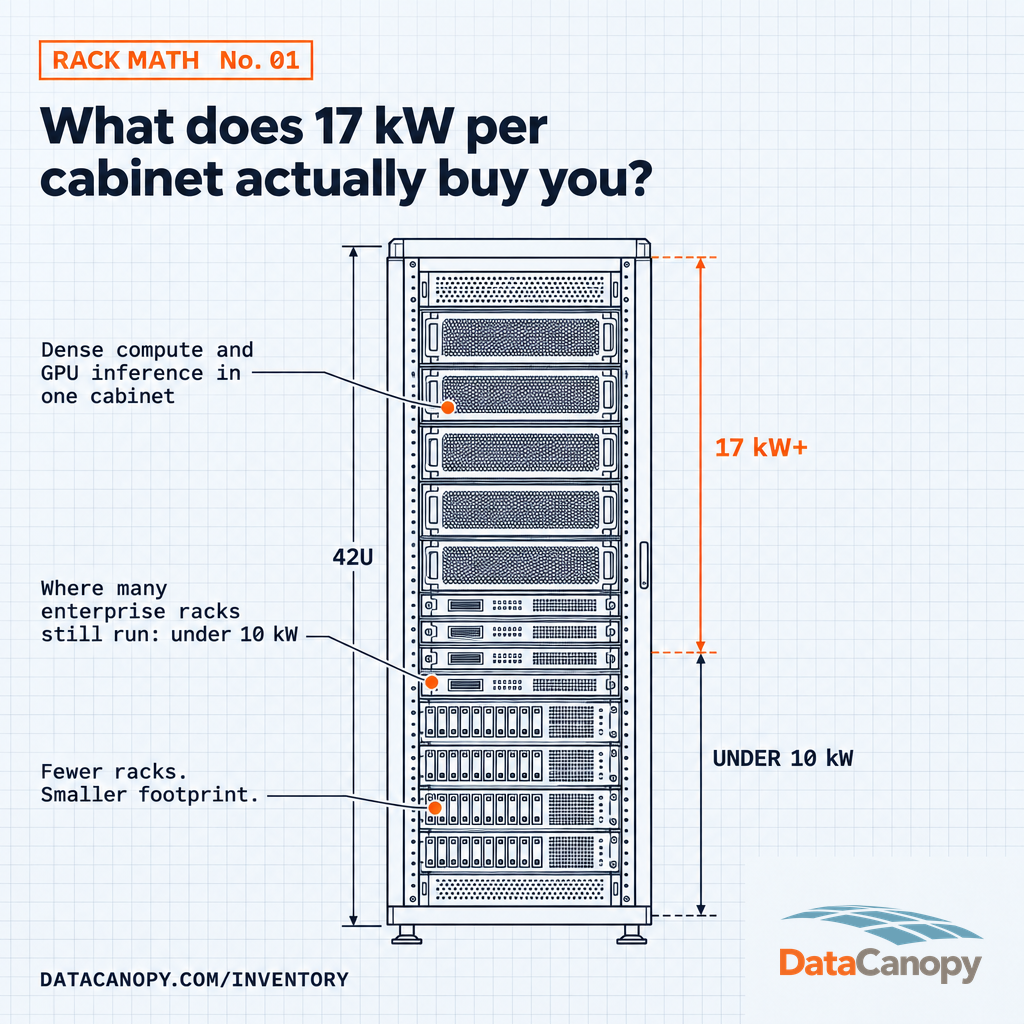 RACK MATH No. 01
What does 17 kW per
cabinet actually buy you?
Dense compute and
GPU inference in
one cabinet
17 kW+
42U
Where many
enterprise racks
still run: under 10 kW
UNDER 10 kW
Fewer racks.
Smaller footprint.
DATACANOPY.COM/INVENTORY
DataCanopy